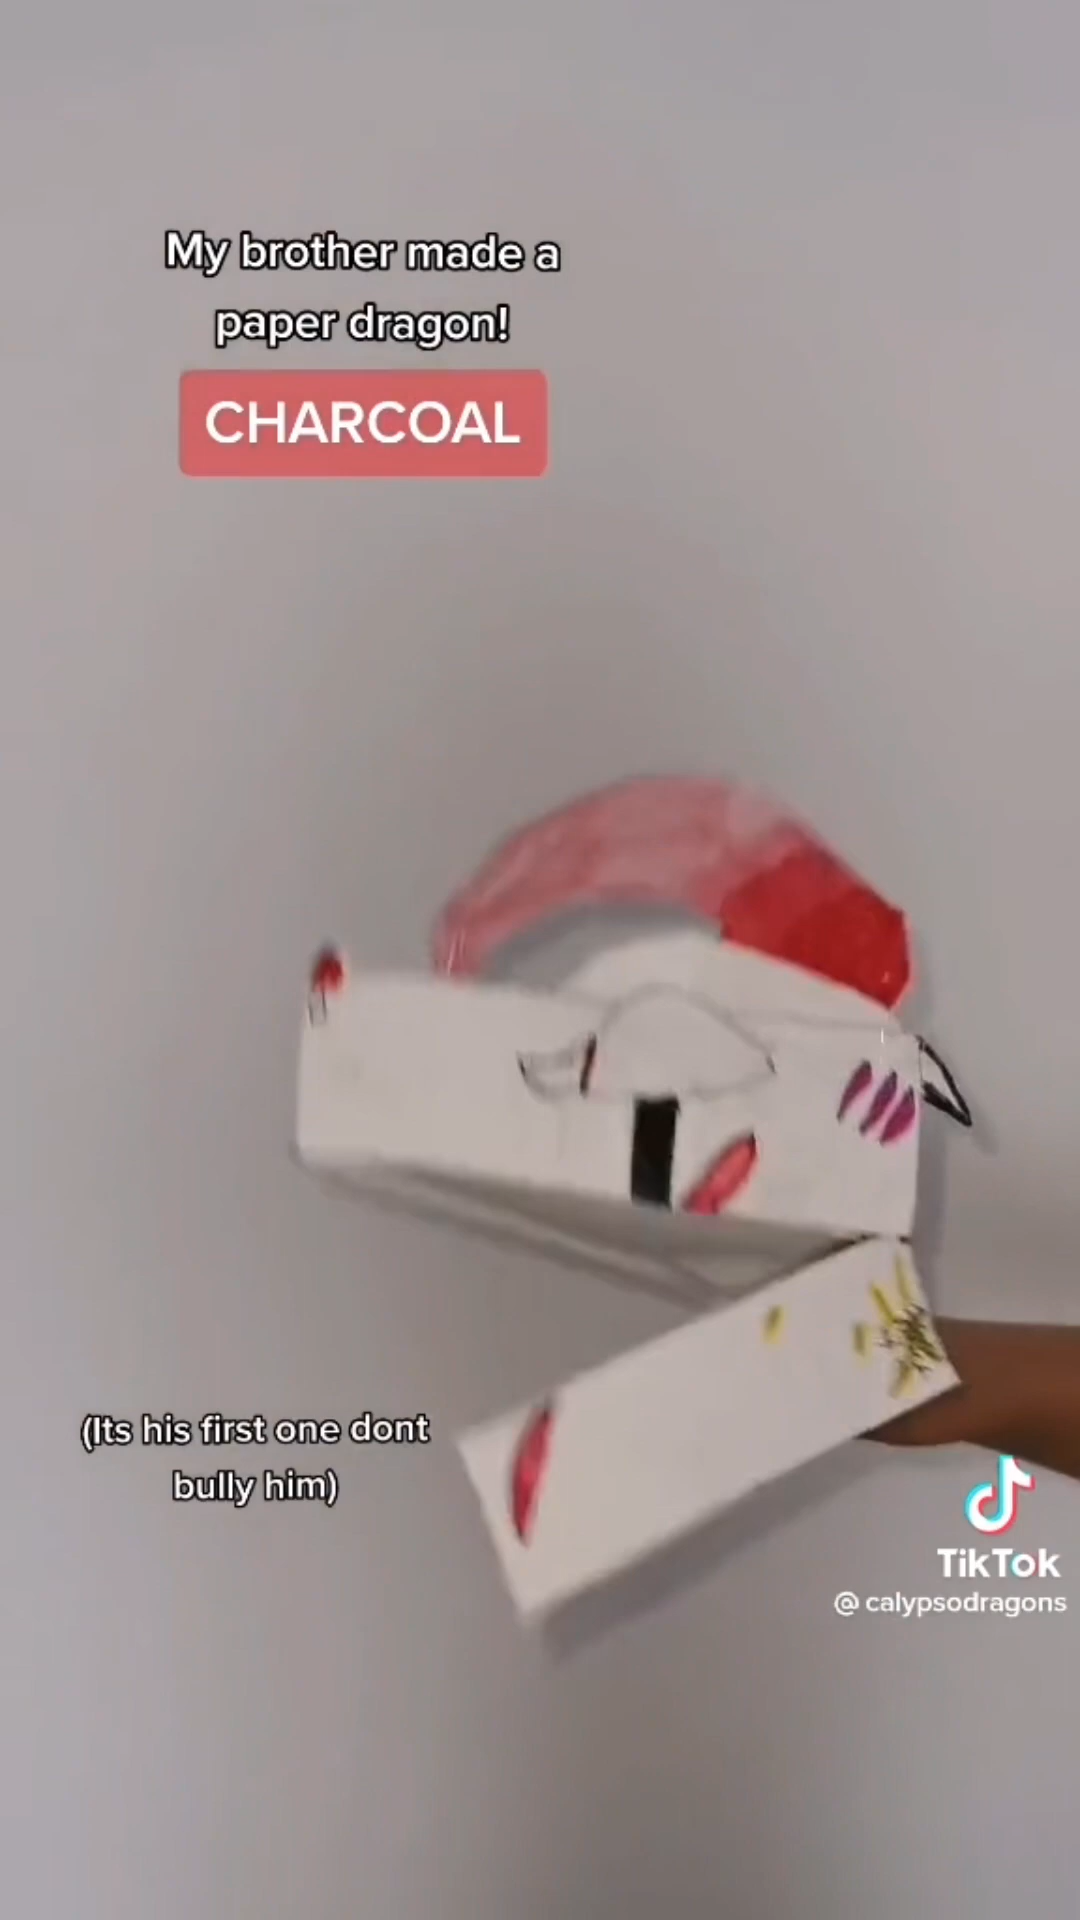 My brother made a
paper dragon!
CHARCOAL
(Its his first one dont
bully him)
TikTok
@calypsodragons